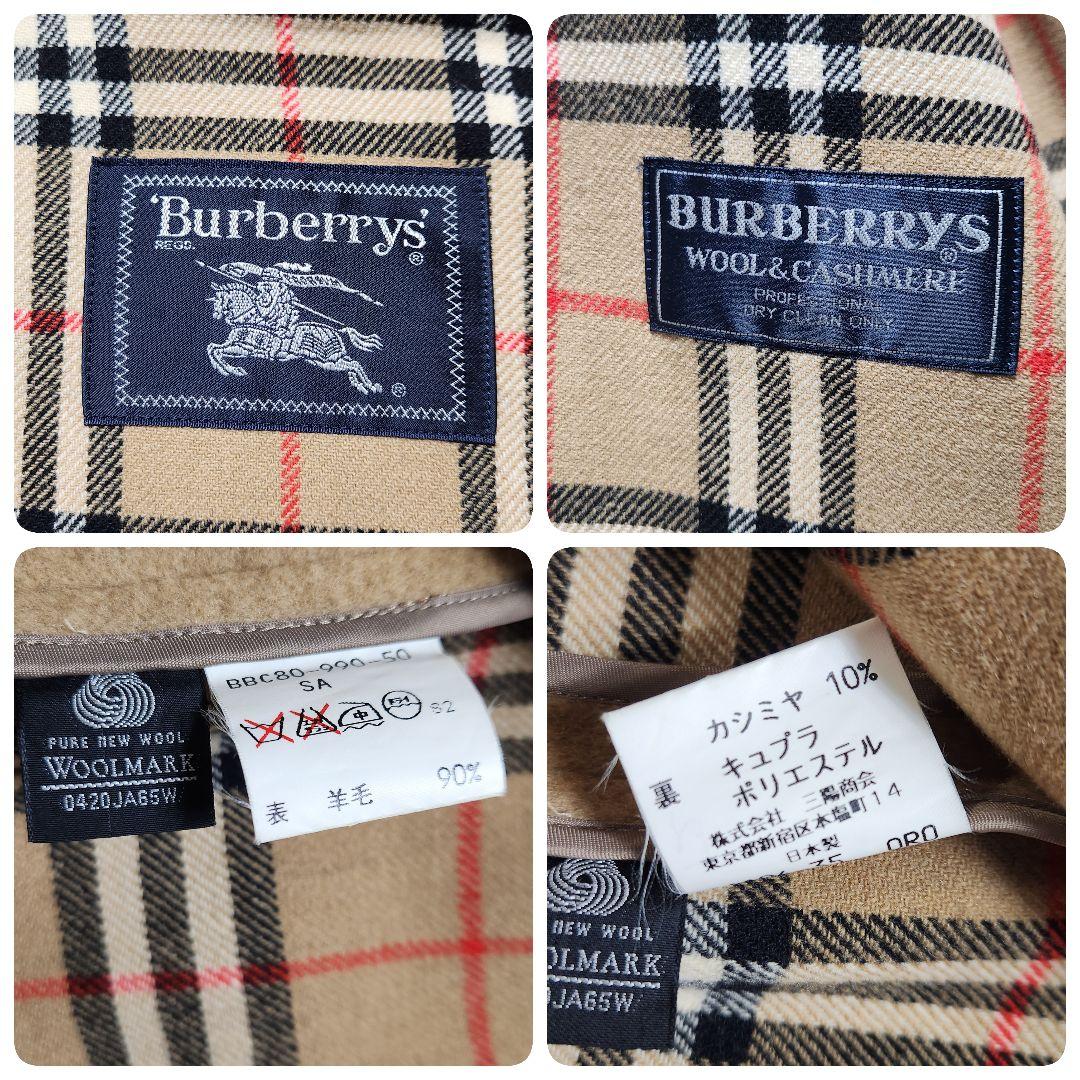 'Burberrys'
REGD.
®
®
BURBERRYS
®
WOOL&CASHMERE
PROFESSIONAL
DRY CLEAN ONLY
PURE NEW WOOL
WOOLMARK
0420JA65W
BBC80-990-50
SA
中
82
表 羊毛 90%
カシミヤ 10%
裏 キュプラ
ポリエステル
株式会社 三陽商会
東京都新宿区本塩町14
日本製
NEW WOOL
OLMARK
0JA65W